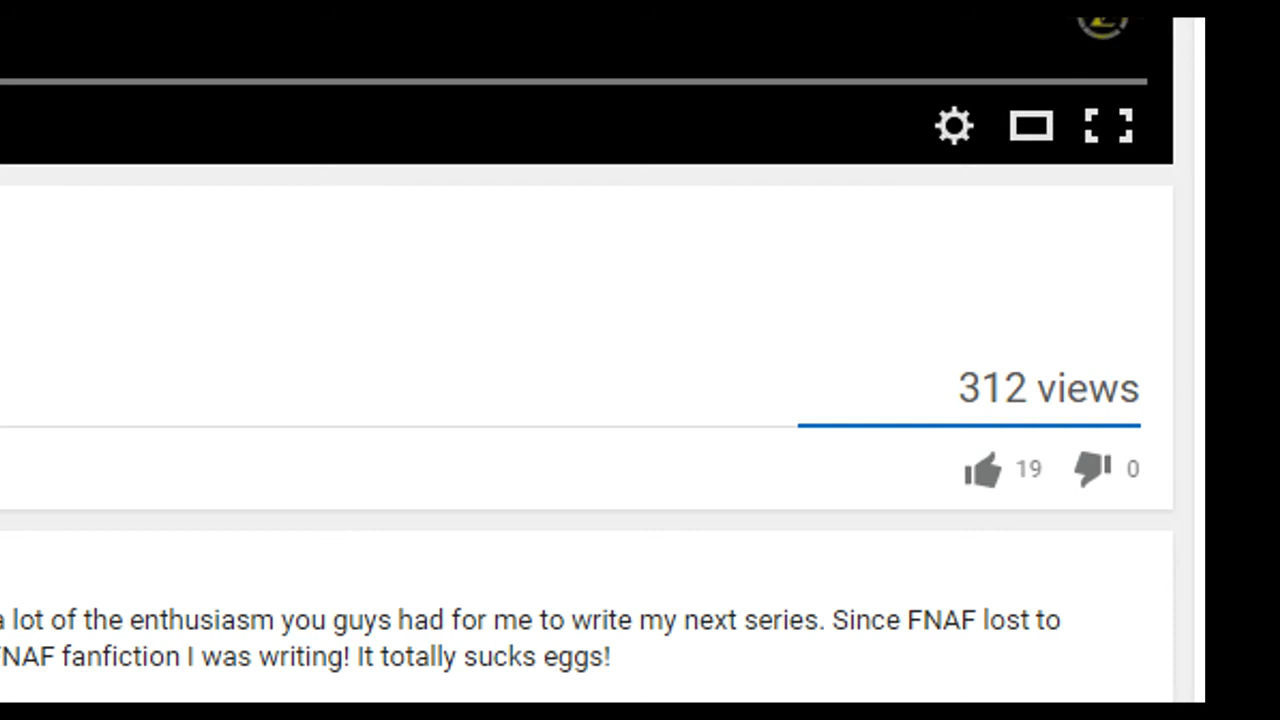 312 views
19 0
a lot of the enthusiasm you guys had for me to write my next series. Since FNAF lost to
FNAF fanfiction I was writing! It totally sucks eggs!